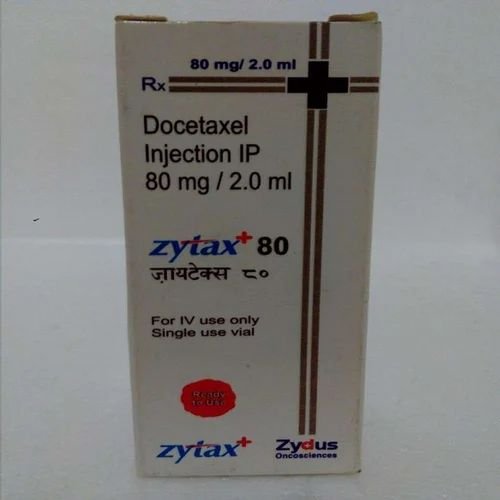 80 mg/ 2.0 ml
Rx
Docetaxel
Injection IP
80 mg / 2.0 ml
zytax+ 80
ज़ायटेक्स ८०
For IV use only
Single use vial
Ready
to Use
zytax+
Zydus
Oncosciences